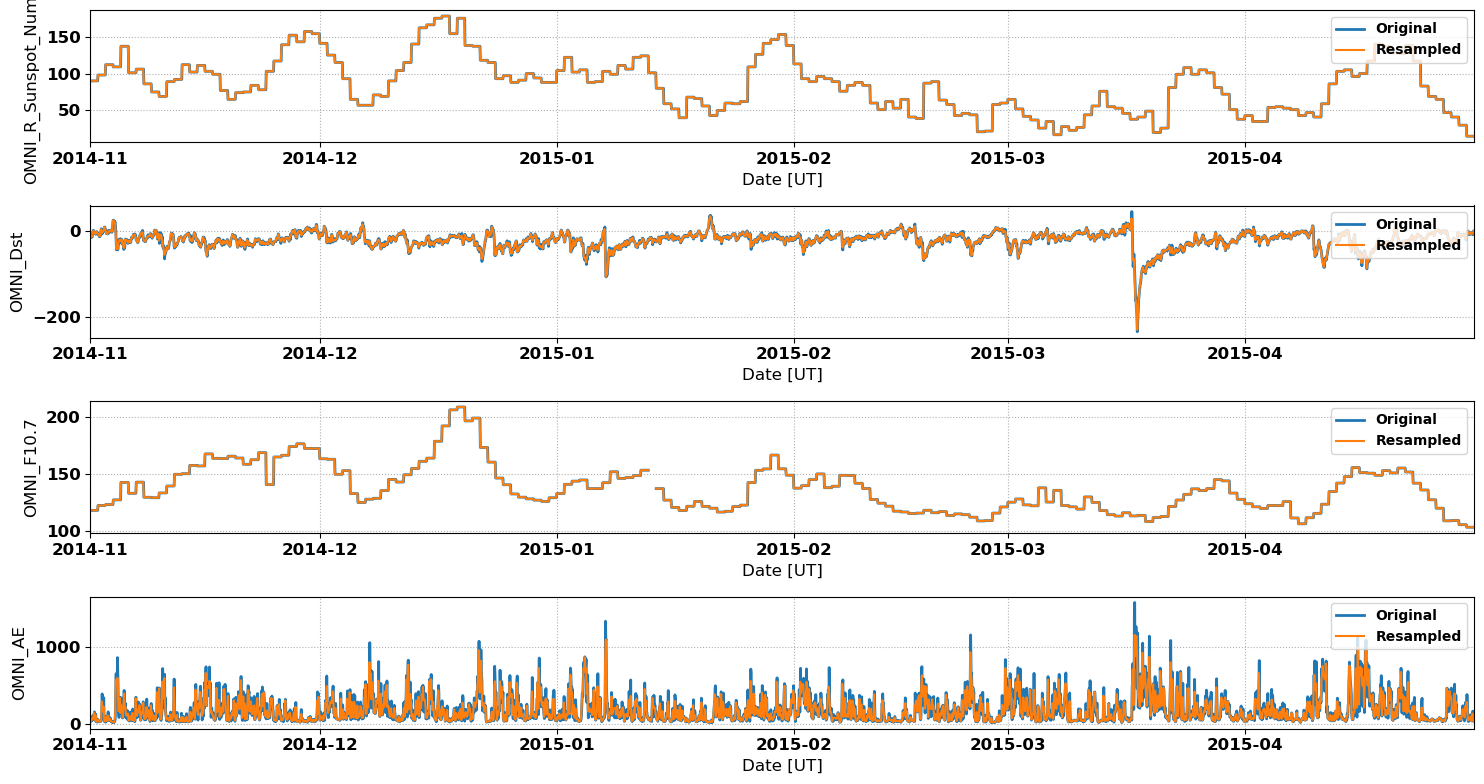 OMNI_R_Sunspot_Num
150
100
50
Original
Resampled
2014-11 2014-12 2015-01 2015-02 2015-03 2015-04
Date [UT]
OMNI_Dst
0
−200
Original
Resampled
2014-11 2014-12 2015-01 2015-02 2015-03 2015-04
Date [UT]
OMNI_F10.7
200
150
100
Original
Resampled
2014-11 2014-12 2015-01 2015-02 2015-03 2015-04
Date [UT]
OMNI_AE
1000
0
Original
Resampled
2014-11 2014-12 2015-01 2015-02 2015-03 2015-04
Date [UT]